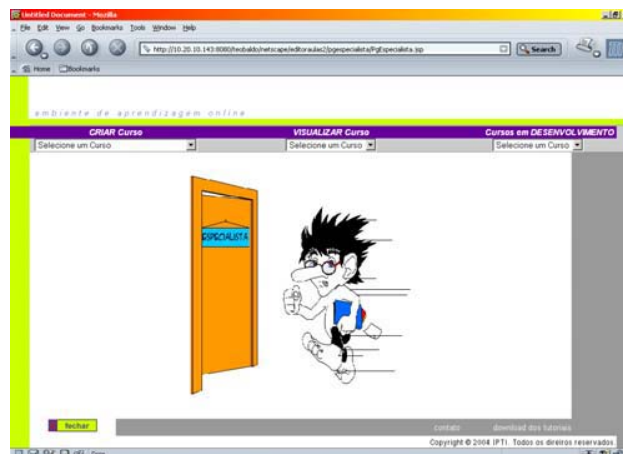 Untitled Document - Mozilla
File Edit View Go Bookmarks Tools Window Help
http://10.20.10.143:8080/teobaldo/netscape/editoraulas2/pgespecialista/PgEspecialista.jsp
Search
Home Bookmarks
ambiente de aprendizagem online
CRIAR Curso VISUALIZAR Curso Cursos em DESENVOLVIMENTO
Selecione um Curso Selecione um Curso Selecione um Curso
ESPECIALISTA
fechar
contato download dos tutoriais
Copyright © 2004 IPTI. Todos os direiros reservados.